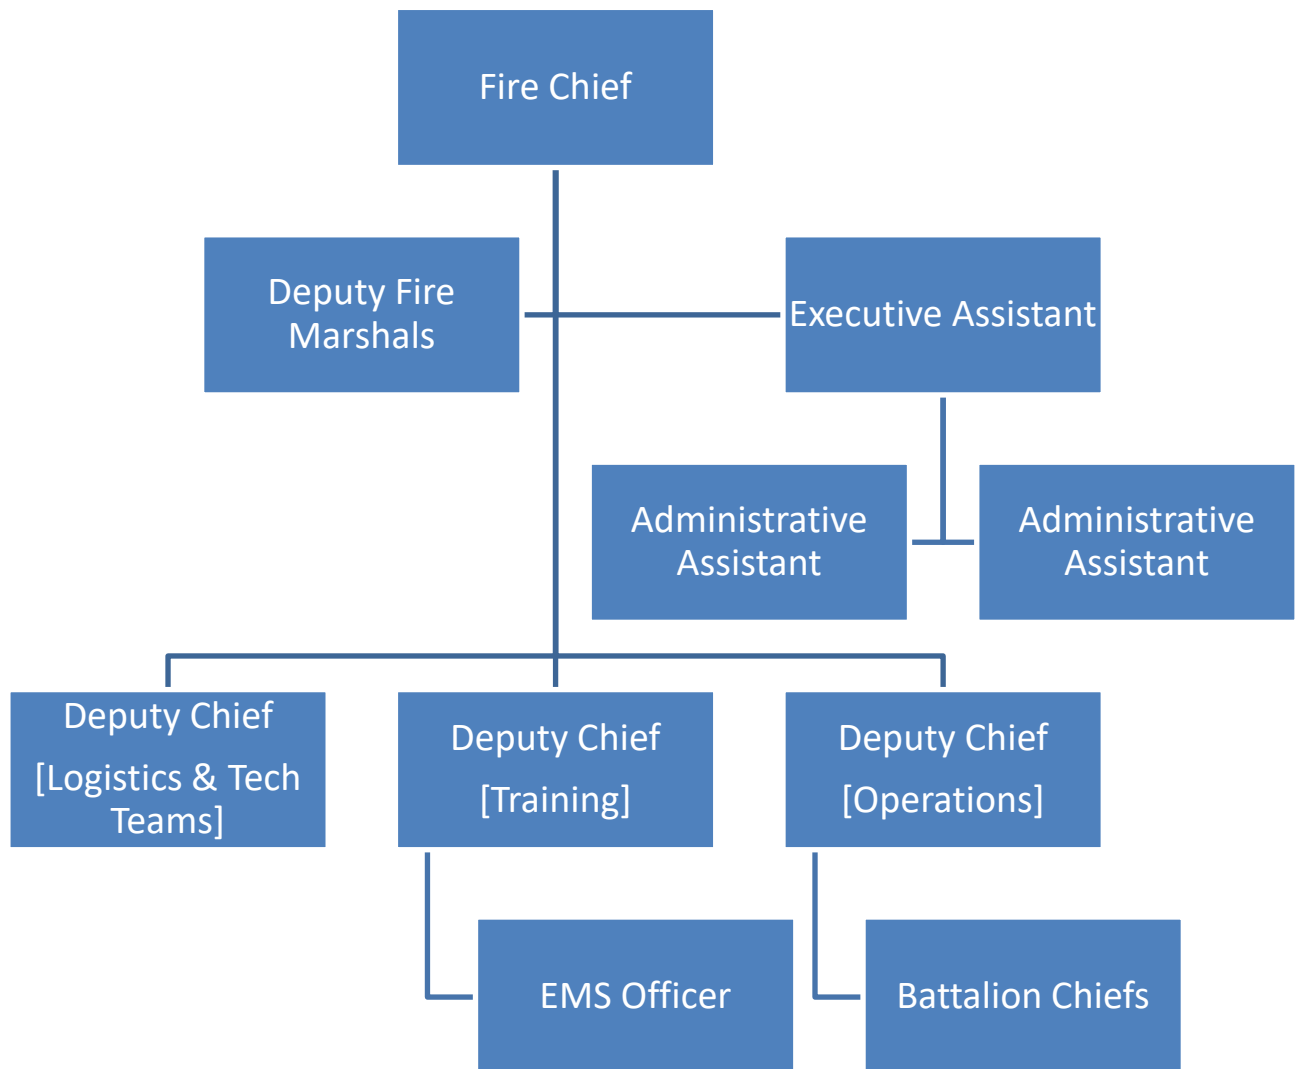 Fire Chief
Deputy Fire
Marshals
Executive Assistant
Administrative
Assistant
Administrative
Assistant
Deputy Chief
[Logistics & Tech
Teams]
Deputy Chief
[Training]
Deputy Chief
[Operations]
EMS Officer
Battalion Chiefs